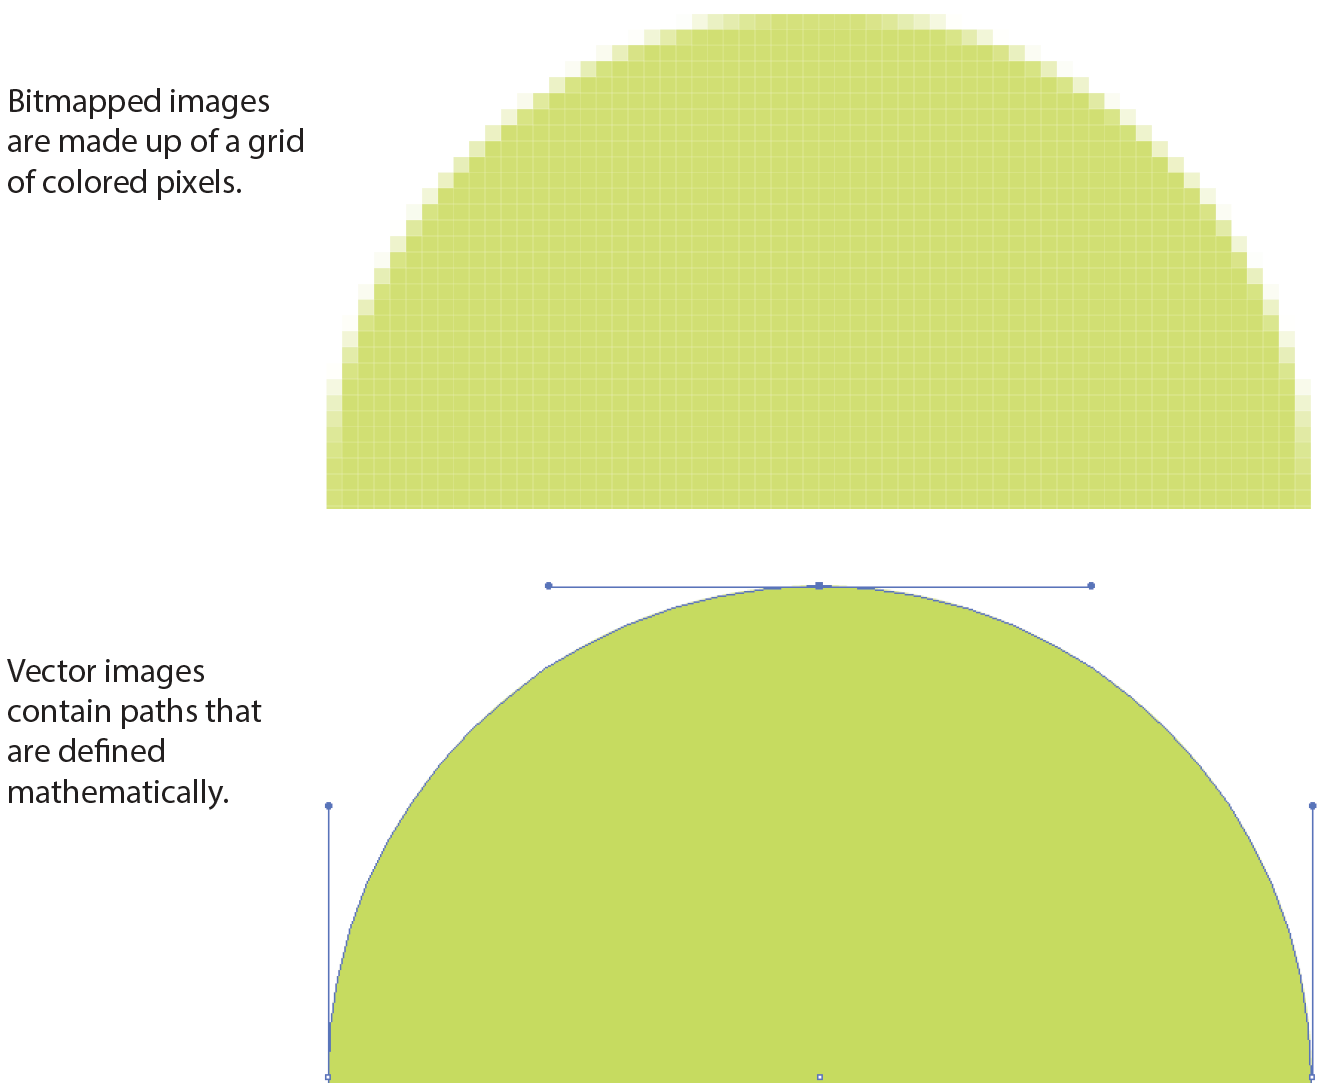 Bitmapped images
are made up of a grid
of colored pixels.
Vector images
contain paths that
are defined
mathematically.